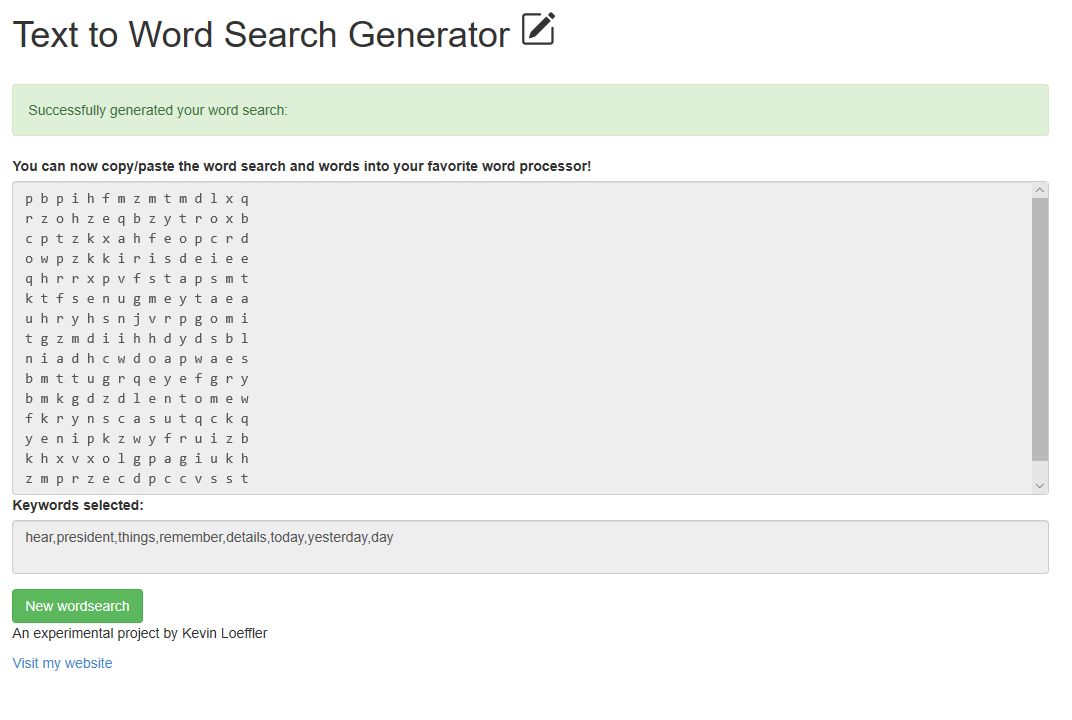 Text to Word Search Generator
Successfully generated your word search:
You can now copy/paste the word search and words into your favorite word processor!
p b p i h f m z m t m d l x q
r z o h z e q b z y t r o x b
c p t z k x a h f e o p c r d
o w p z k k i r i s d e i e e
q h r r x p v f s t a p s m t
k t f s e n u g m e y t a e a
u h r y h s n j v r p g o m i
t g z m d i i h h d y d s b l
n i a d h c w d o a p w a e s
b m t t u g r q e y e f g r y
b m k g d z d l e n t o m e w
f k r y n s c a s u t q c k q
y e n i p k z w y f r u i z b
k h x v x o l g p a g i u k h
z m p r z e c d p c c v s s t
Keywords selected:
hear,president,things,remember,details,today,yesterday,day
New wordsearch
An experimental project by Kevin Loeffler
Visit my website